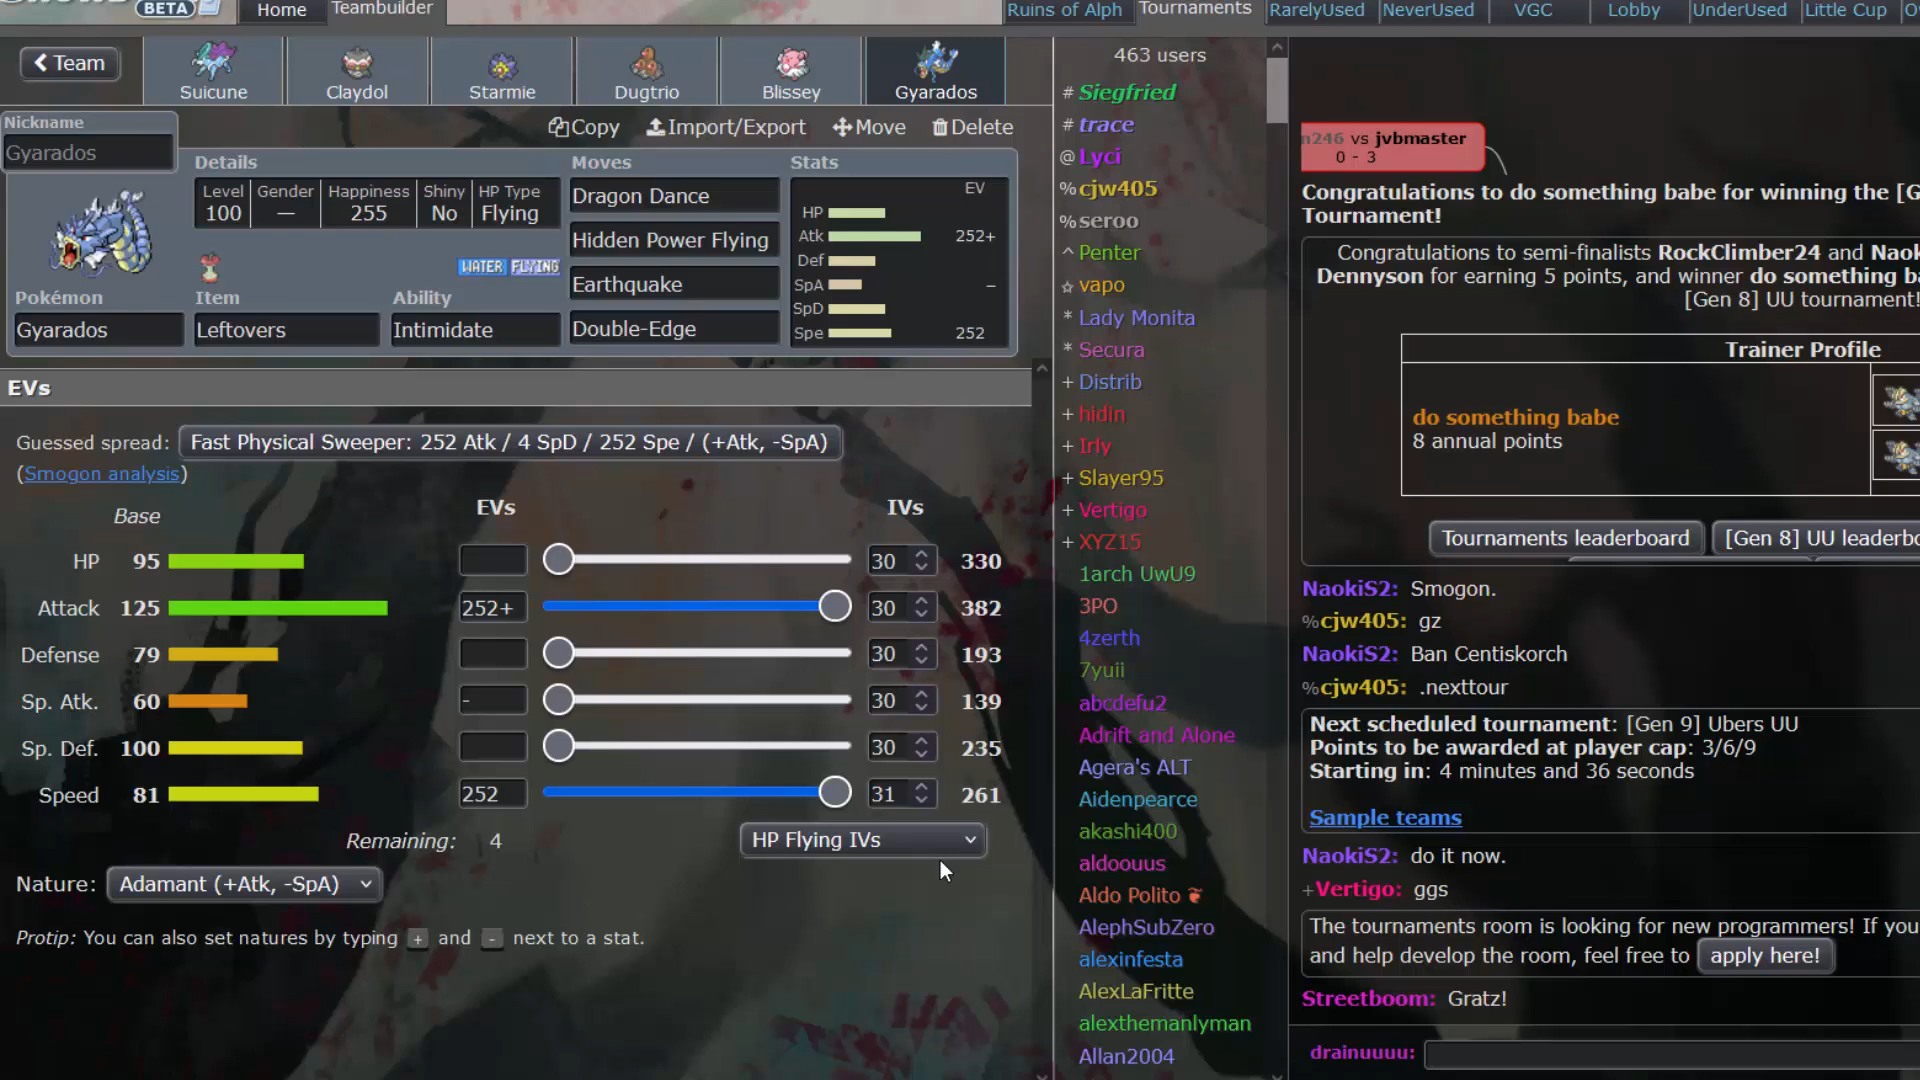 BETA
Home
Teambuilder
Ruins of Alph
Tournaments
RarelyUsed
NeverUsed
VGC
Lobby
UnderUsed
Little Cup
Team
Suicune
Claydol
Starmie
Dugtrio
Blissey
Gyarados
Copy
Import/Export
Move
Delete
Nickname
Gyarados
Details
Level
100
Gender
—
Happiness
255
Shiny
No
HP Type
Flying
WATER FLYING
Pokémon
Gyarados
Item
Leftovers
Ability
Intimidate
Moves
Dragon Dance
Hidden Power Flying
Earthquake
Double-Edge
Stats
EV
HP
Atk 252+
Def
SpA –
SpD
Spe 252
EVs
Guessed spread: Fast Physical Sweeper: 252 Atk / 4 SpD / 252 Spe / (+Atk, -SpA)
(Smogon analysis)
Base EVs IVs
HP 95 30 330
Attack 125 252+ 30 382
Defense 79 30 193
Sp. Atk. 60 - 30 139
Sp. Def. 100 30 235
Speed 81 252 31 261
Remaining: 4
HP Flying IVs
Nature: Adamant (+Atk, -SpA)
Protip: You can also set natures by typing + and - next to a stat.
463 users
#Siegfried
#trace
@Lyci
%cjw405
%seroo
^Penter
☆vapo
*Lady Monita
*Secura
+Distrib
+hidin
+Irly
+Slayer95
+Vertigo
+XYZ15
1arch UwU9
3PO
4zerth
7yuii
abcdefu2
Adrift and Alone
Agera's ALT
Aidenpearce
akashi400
aldoouus
Aldo Polito ❦
AlephSubZero
alexinfesta
AlexLaFritte
alexthemanlyman
Allan2004
n246 vs jvbmaster
0 - 3
Congratulations to do something babe for winning the [G
Tournament!
Congratulations to semi-finalists RockClimber24 and Naok
Dennyson for earning 5 points, and winner do something ba
[Gen 8] UU tournament!
Trainer Profile
do something babe
8 annual points
Tournaments leaderboard
[Gen 8] UU leaderbo
NaokiS2: Smogon.
%cjw405: gz
NaokiS2: Ban Centiskorch
%cjw405: .nexttour
Next scheduled tournament: [Gen 9] Ubers UU
Points to be awarded at player cap: 3/6/9
Starting in: 4 minutes and 36 seconds
Sample teams
NaokiS2: do it now.
+Vertigo: ggs
The tournaments room is looking for new programmers! If you
and help develop the room, feel free to apply here!
Streetboom: Gratz!
drainuuuu: